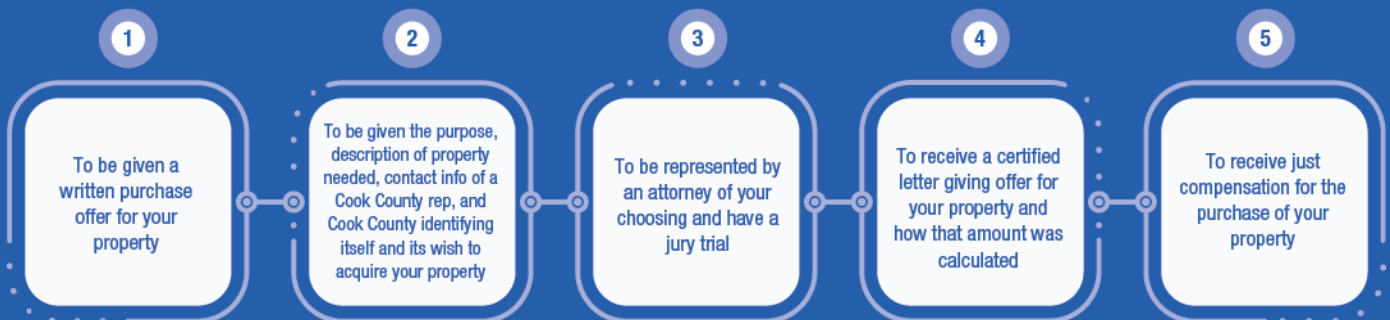 1
To be given a
written purchase
offer for your
property
2
To be given the purpose,
description of property
needed, contact info of a
Cook County rep, and
Cook County identifying
itself and its wish to
acquire your property
3
To be represented by
an attorney of your
choosing and have a
jury trial
4
To receive a certified
letter giving offer for
your property and
how that amount was
calculated
5
To receive just
compensation for the
purchase of your
property